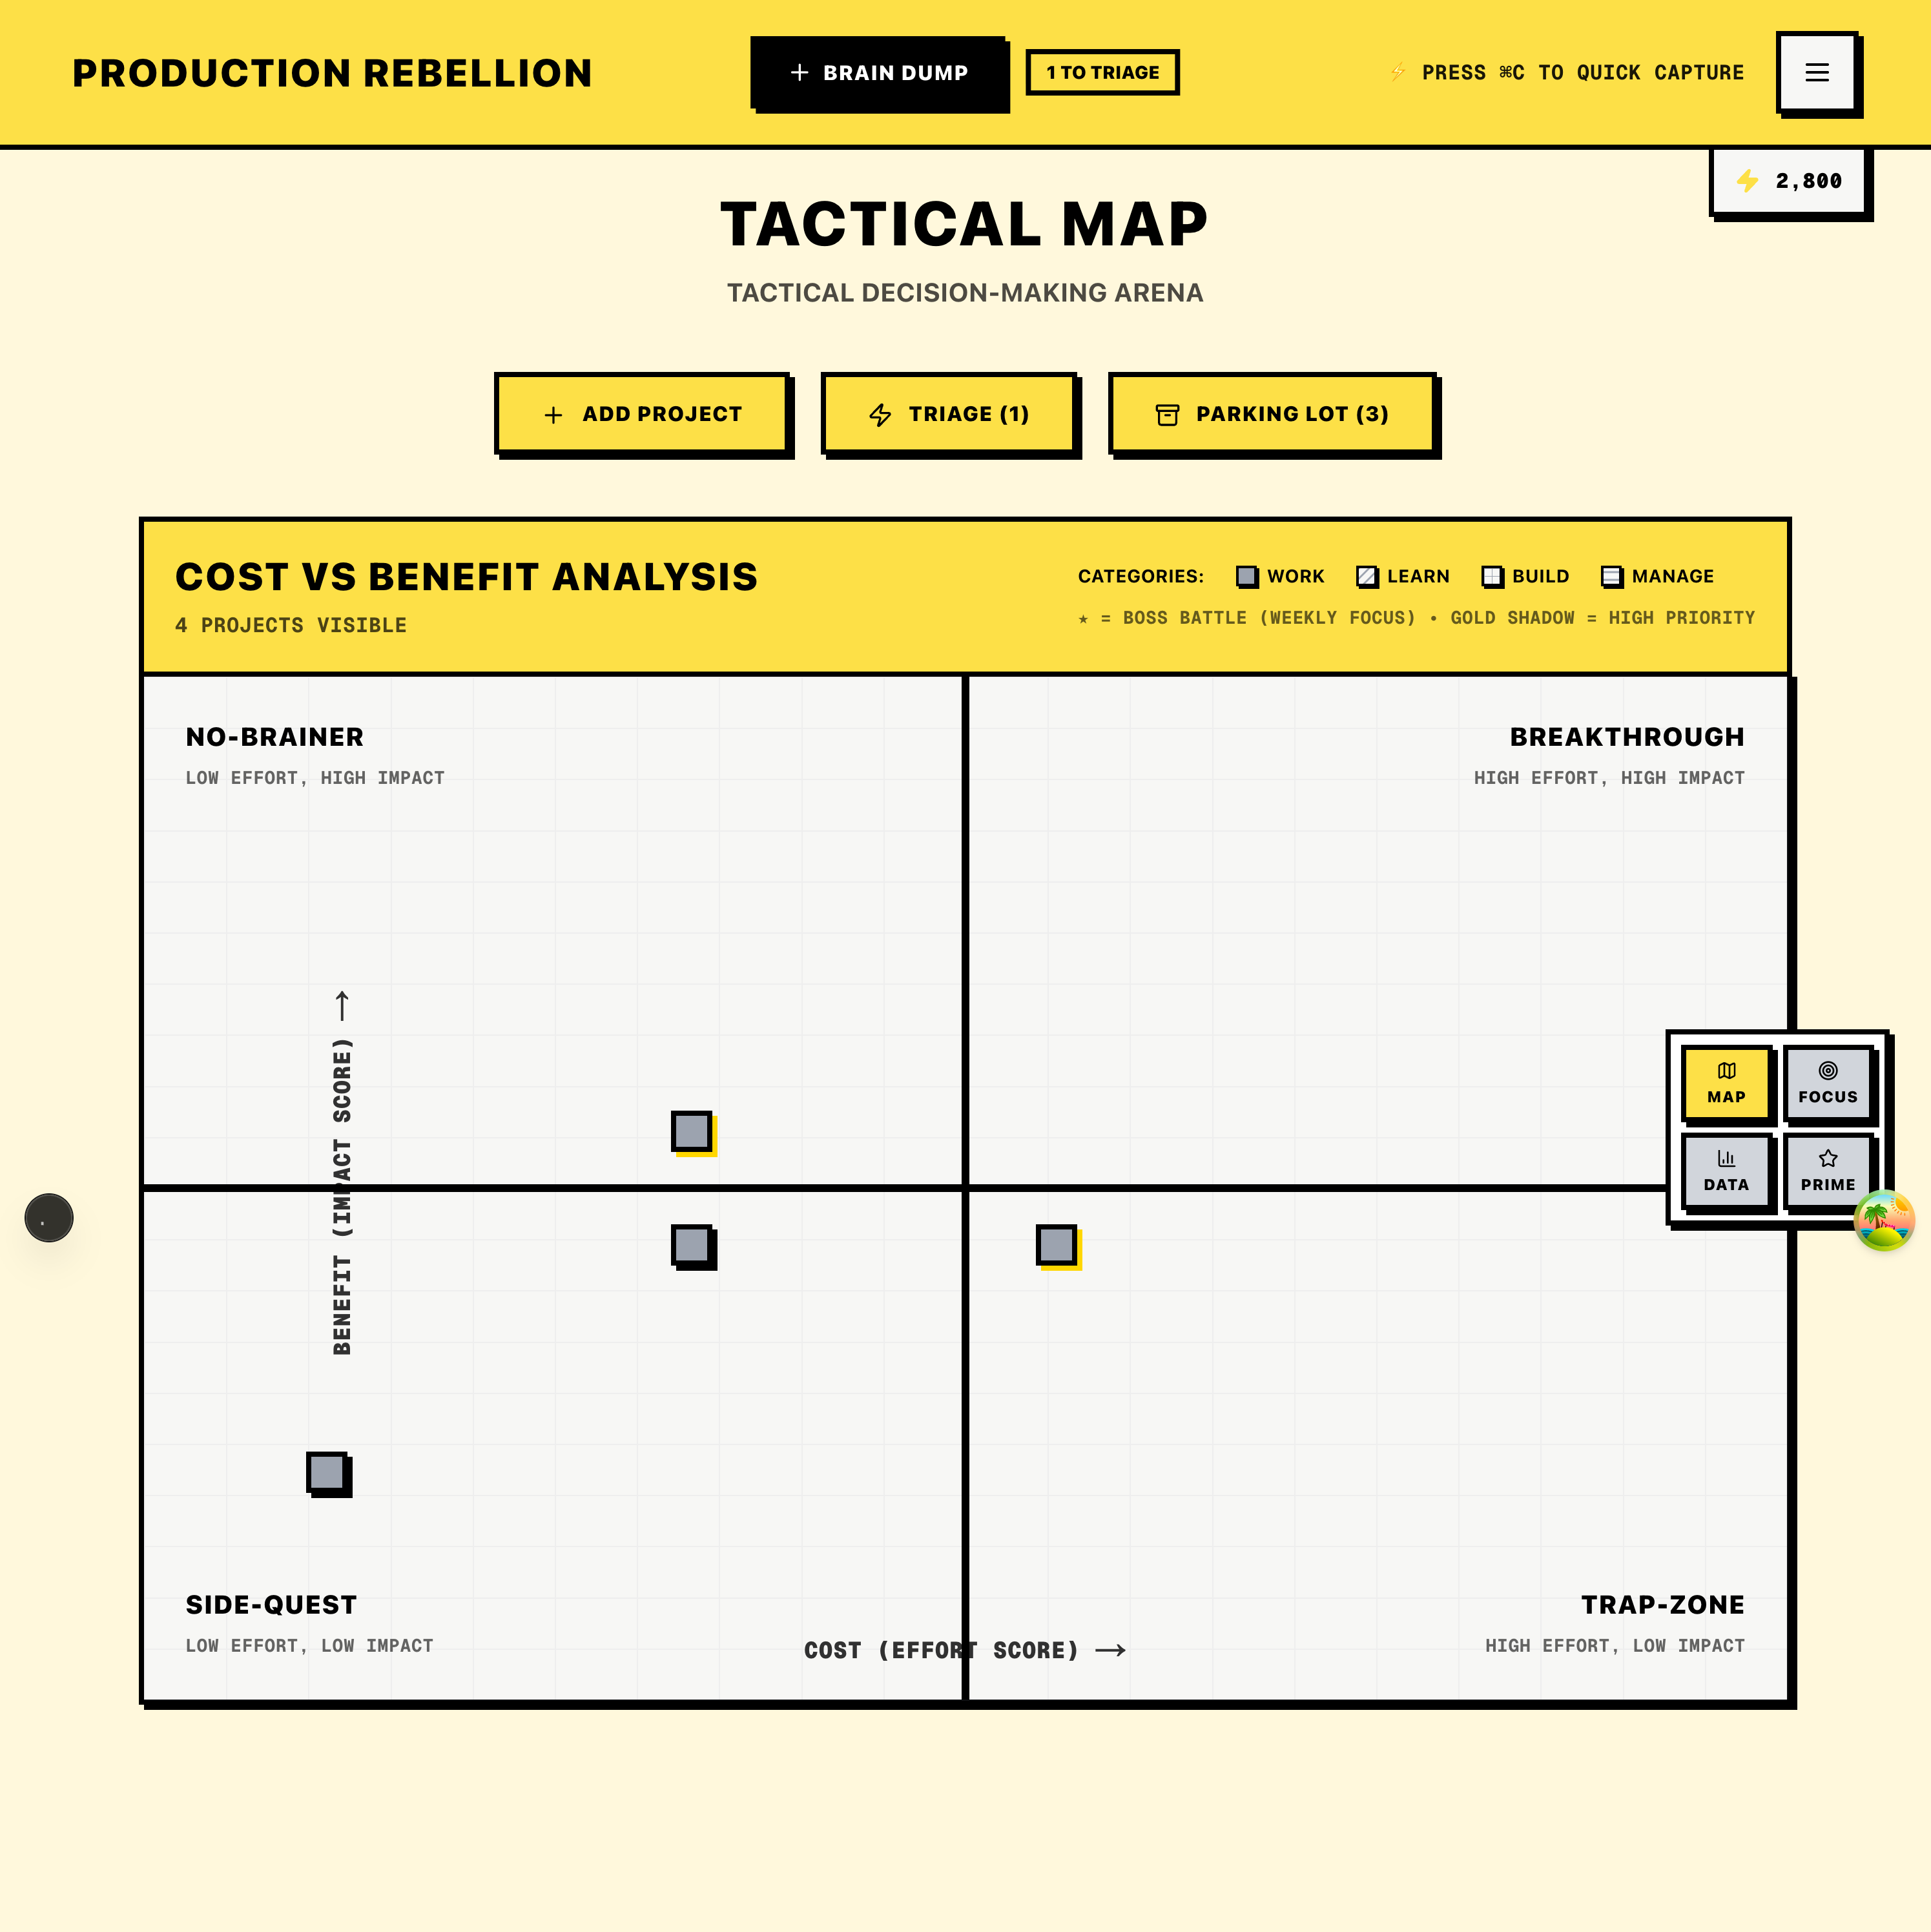 PRODUCTION REBELLION
+ BRAIN DUMP
1 TO TRIAGE
⚡ PRESS ⌘C TO QUICK CAPTURE
2,800
TACTICAL MAP
TACTICAL DECISION-MAKING ARENA
+ ADD PROJECT
TRIAGE (1)
PARKING LOT (3)
COST VS BENEFIT ANALYSIS
4 PROJECTS VISIBLE
CATEGORIES: WORK LEARN BUILD MANAGE
★ = BOSS BATTLE (WEEKLY FOCUS) • GOLD SHADOW = HIGH PRIORITY
NO-BRAINER
LOW EFFORT, HIGH IMPACT
BREAKTHROUGH
HIGH EFFORT, HIGH IMPACT
BENEFIT (IMPACT SCORE) →
MAP
FOCUS
DATA
PRIME
SIDE-QUEST
LOW EFFORT, LOW IMPACT
COST (EFFORT SCORE) →
TRAP-ZONE
HIGH EFFORT, LOW IMPACT